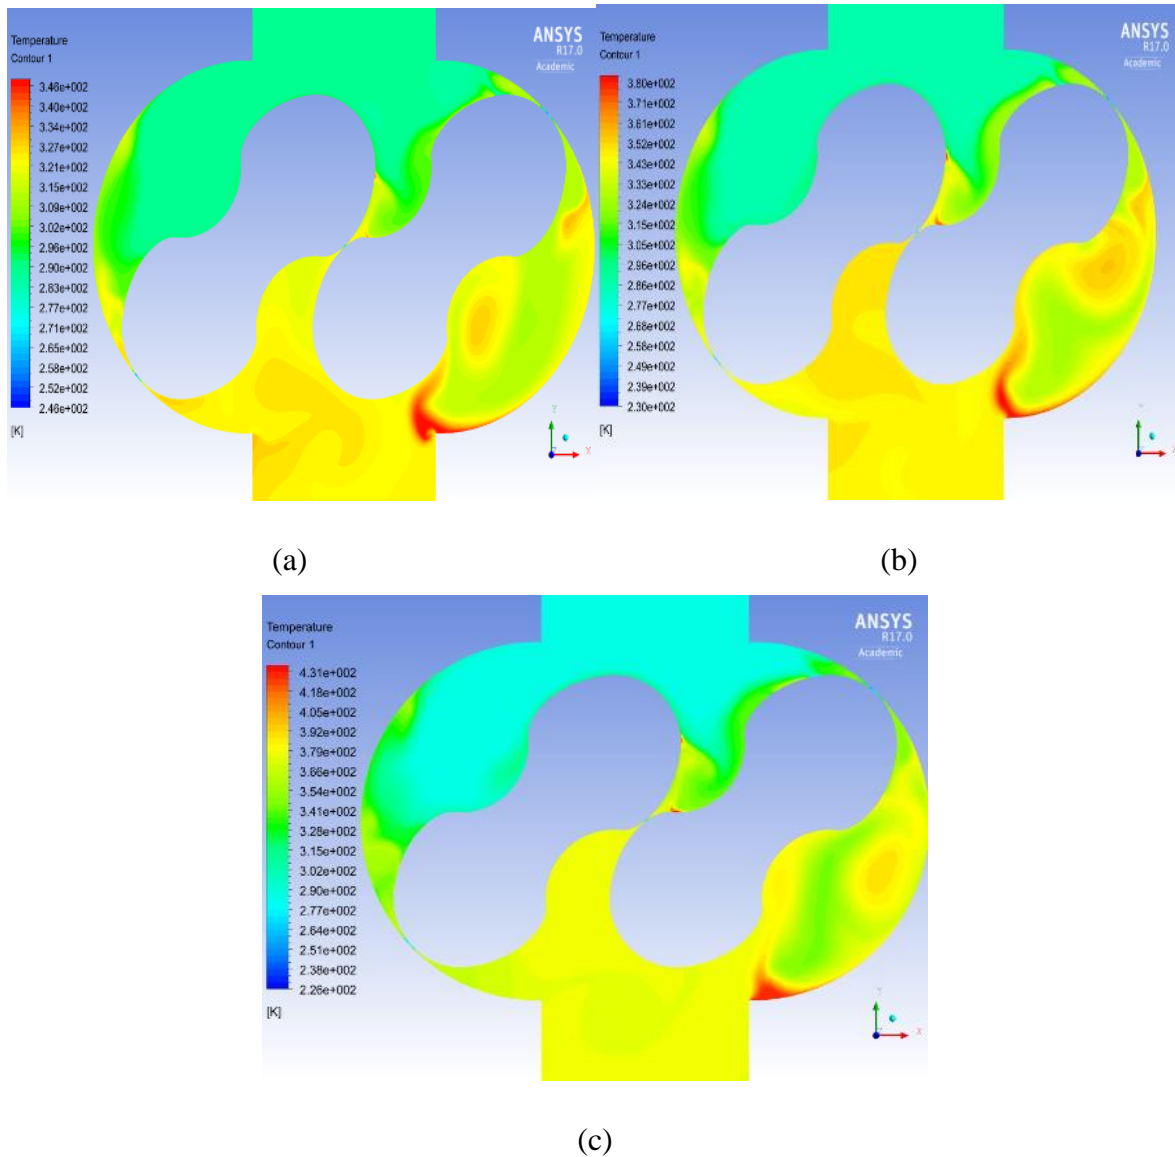 Temperature
Contour 1
3.46e+002
3.40e+002
3.34e+002
3.27e+002
3.21e+002
3.15e+002
3.09e+002
3.02e+002
2.96e+002
2.90e+002
2.83e+002
2.77e+002
2.71e+002
2.65e+002
2.58e+002
2.52e+002
2.46e+002
[K]
ANSYS
R17.0
Academic
Y
X
(a)
Temperature
Contour 1
3.80e+002
3.71e+002
3.61e+002
3.52e+002
3.43e+002
3.33e+002
3.24e+002
3.15e+002
3.05e+002
2.96e+002
2.86e+002
2.77e+002
2.68e+002
2.58e+002
2.49e+002
2.39e+002
2.30e+002
[K]
ANSYS
R17.0
Academic
X
(b)
Temperature
Contour 1
4.31e+002
4.18e+002
4.05e+002
3.92e+002
3.79e+002
3.66e+002
3.54e+002
3.41e+002
3.28e+002
3.15e+002
3.02e+002
2.90e+002
2.77e+002
2.64e+002
2.51e+002
2.38e+002
2.26e+002
[K]
ANSYS
R17.0
Academic
Y
X
(c)